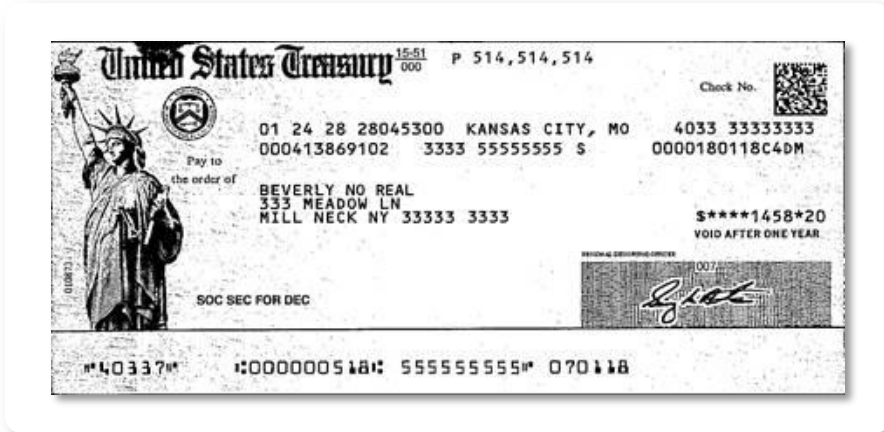 United States Treasury 15-51 000 P 514,514,514
Check No.
01 24 28 28045300 KANSAS CITY, MO 4033 33333333
000413869102 3333 55555555 S 0000180118C4DM
Pay to
the order of
BEVERLY NO REAL
333 MEADOW LN
MILL NECK NY 33333 3333
$****1458*20
VOID AFTER ONE YEAR
007
SOC SEC FOR DEC
⑈40337⑈ ⑆000000518⑆ 555555555⑈ 070118